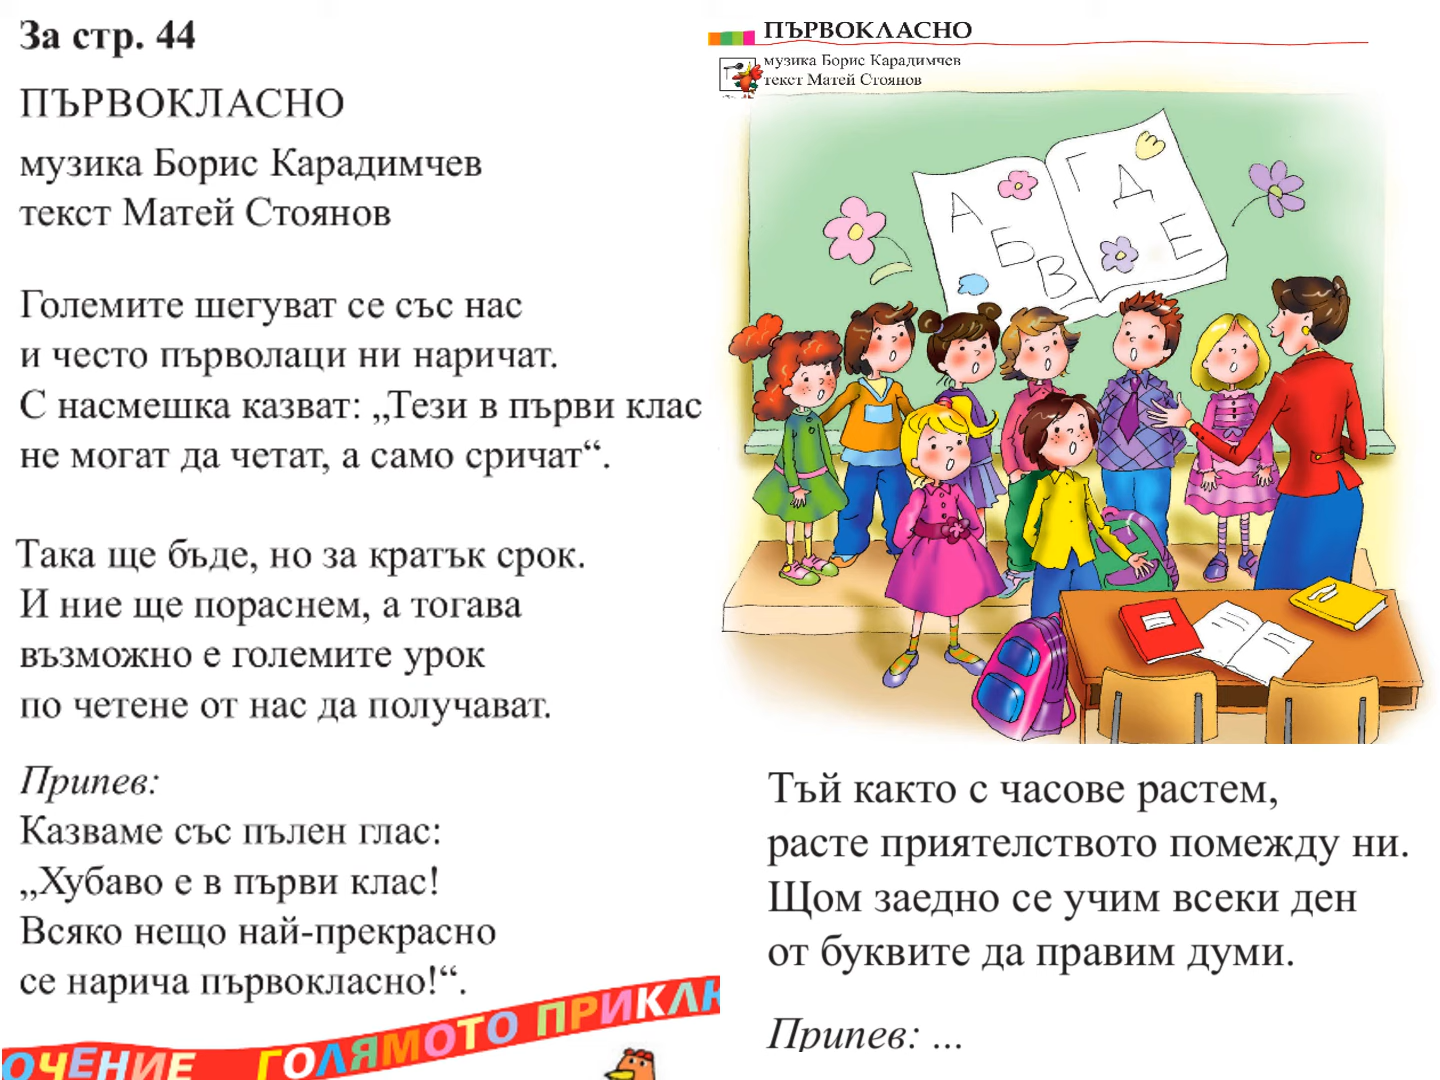 За стр. 44
ПЪРВОКЛАСНО
музика Борис Карадимчев
текст Матей Стоянов
Големите шегуват се със нас
и често първолаци ни наричат.
С насмешка казват: „Тези в първи клас
не могат да четат, а само сричат“.
Така ще бъде, но за кратък срок.
И ние ще пораснем, а тогава
възможно е големите урок
по четене от нас да получават.
Припев:
Казваме със пълен глас:
„Хубаво е в първи клас!
Всяко нещо най-прекрасно
се нарича първокласно!“.
ОЧЕНИЕ ГОЛЯМОТО ПРИКЛЮ
ПЪРВОКЛАСНО
музика Борис Карадимчев
текст Матей Стоянов
А Б В Г Д Е
Тъй както с часове растем,
расте приятелството помежду ни.
Щом заедно се учим всеки ден
от буквите да правим думи.
Припев: ...